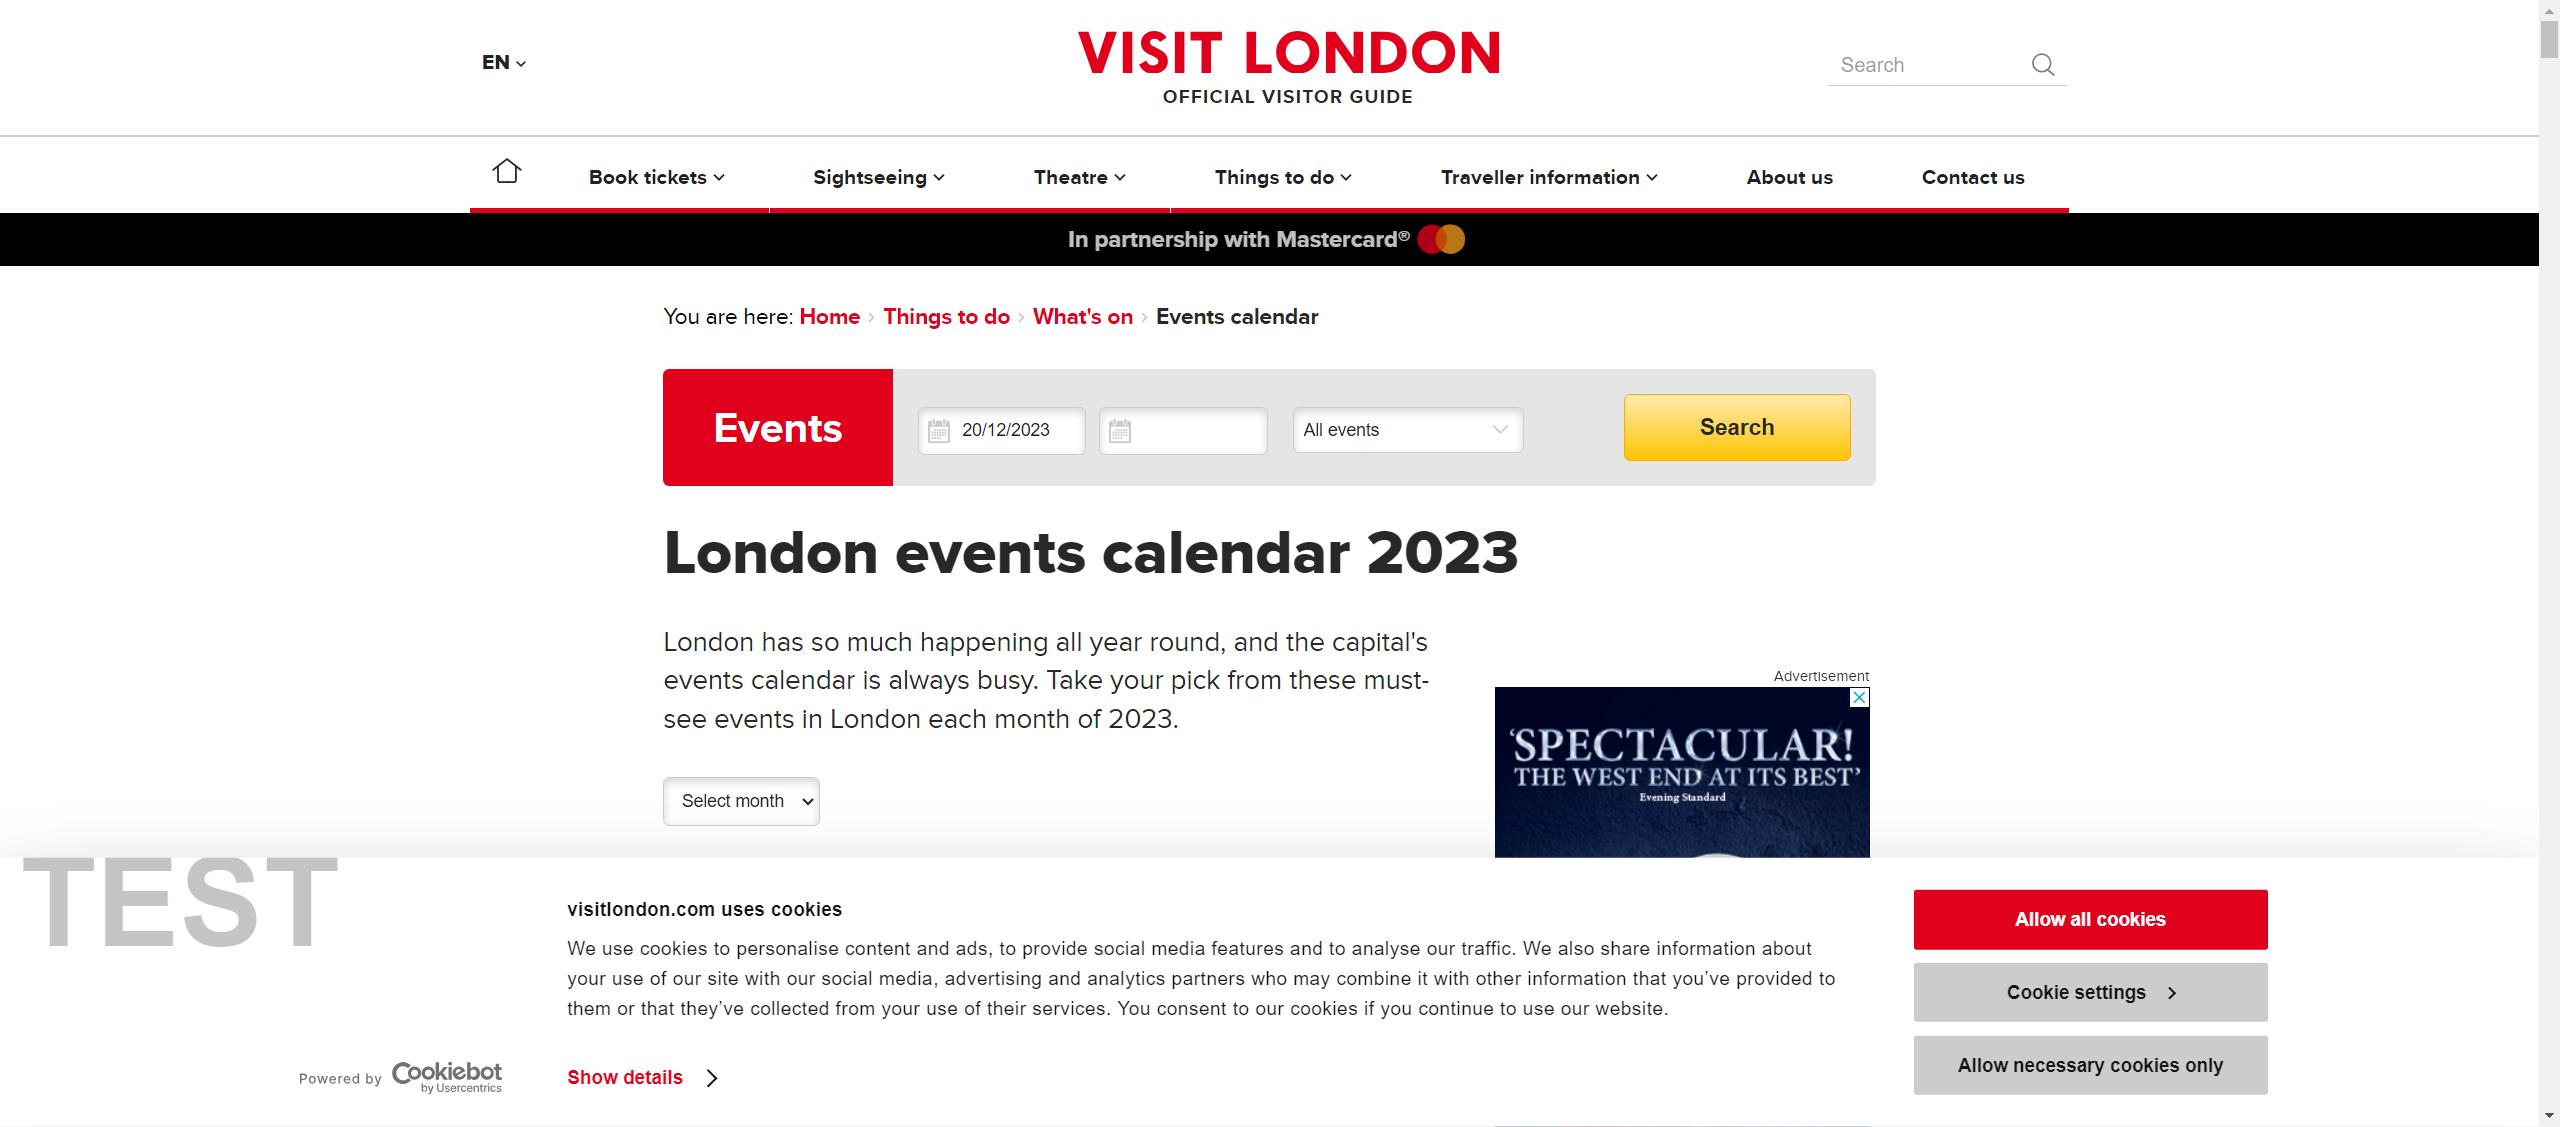 EN
VISIT LONDON
OFFICIAL VISITOR GUIDE
Search
Book tickets
Sightseeing
Theatre
Things to do
Traveller information
About us
Contact us
In partnership with Mastercard®
You are here: Home › Things to do › What's on › Events calendar
Events
20/12/2023
All events
Search
London events calendar 2023
London has so much happening all year round, and the capital's
events calendar is always busy. Take your pick from these must-
see events in London each month of 2023.
Select month
Advertisement
‘SPECTACULAR!
THE WEST END AT ITS BEST’
Evening Standard
TEST
visitlondon.com uses cookies
We use cookies to personalise content and ads, to provide social media features and to analyse our traffic. We also share information about
your use of our site with our social media, advertising and analytics partners who may combine it with other information that you’ve provided to
them or that they’ve collected from your use of their services. You consent to our cookies if you continue to use our website.
Allow all cookies
Cookie settings
Allow necessary cookies only
Powered by Cookiebot
by Usercentrics
Show details